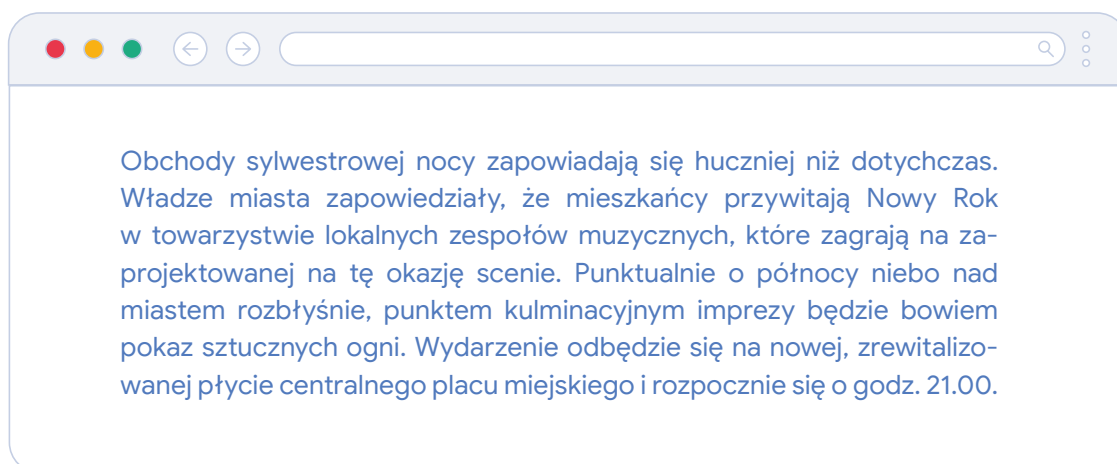 Obchody sylwestrowej nocy zapowiadają się huczniej niż dotychczas.
Władze miasta zapowiedziały, że mieszkańcy przywitają Nowy Rok
w towarzystwie lokalnych zespołów muzycznych, które zagrają na za-
projektowanej na tę okazję scenie. Punktualnie o północy niebo nad
miastem rozbłyśnie, punktem kulminacyjnym imprezy będzie bowiem
pokaz sztucznych ogni. Wydarzenie odbędzie się na nowej, zrewitalizo-
wanej płycie centralnego placu miejskiego i rozpocznie się o godz. 21.00.